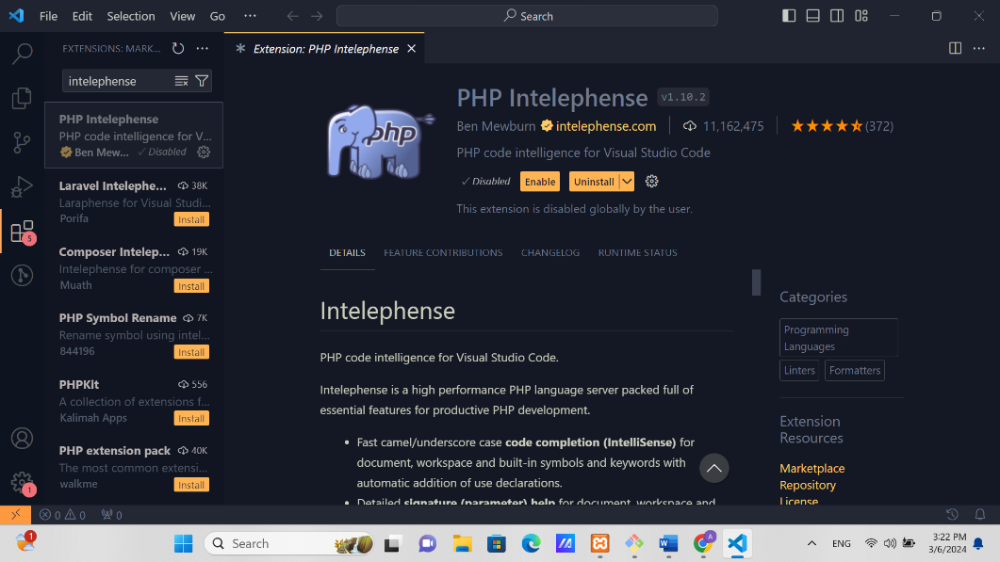 File Edit Selection View Go ··· Search
EXTENSIONS: MARK...
Extension: PHP Intelephense
intelephense
PHP Intelephense
PHP code intelligence for V...
Ben Mew... ✓ Disabled
Laravel Intelephe... 38K
Laraphense for Visual Studi...
Porifa Install
Composer Intelep... 19K
Intelephense for composer ...
Muath Install
PHP Symbol Rename 7K
Rename symbol using intel...
844196 Install
PHPKit 556
A collection of extensions f...
Kalimah Apps Install
PHP extension pack 40K
The most common extensi...
walkme Install
5
1
php
PHP Intelephense v1.10.2
Ben Mewburn intelephense.com 11,162,475 (372)
PHP code intelligence for Visual Studio Code
✓ Disabled Enable Uninstall
This extension is disabled globally by the user.
DETAILS FEATURE CONTRIBUTIONS CHANGELOG RUNTIME STATUS
Intelephense
PHP code intelligence for Visual Studio Code.
Intelephense is a high performance PHP language server packed full of
essential features for productive PHP development.
• Fast camel/underscore case code completion (IntelliSense) for
document, workspace and built-in symbols and keywords with
automatic addition of use declarations.
• Detailed signature (parameter) help for document, workspace and
Categories
Programming
Languages
Linters Formatters
Extension
Resources
Marketplace
Repository
License
0 0 0
1
Search
A
ENG
3:22 PM
3/6/2024